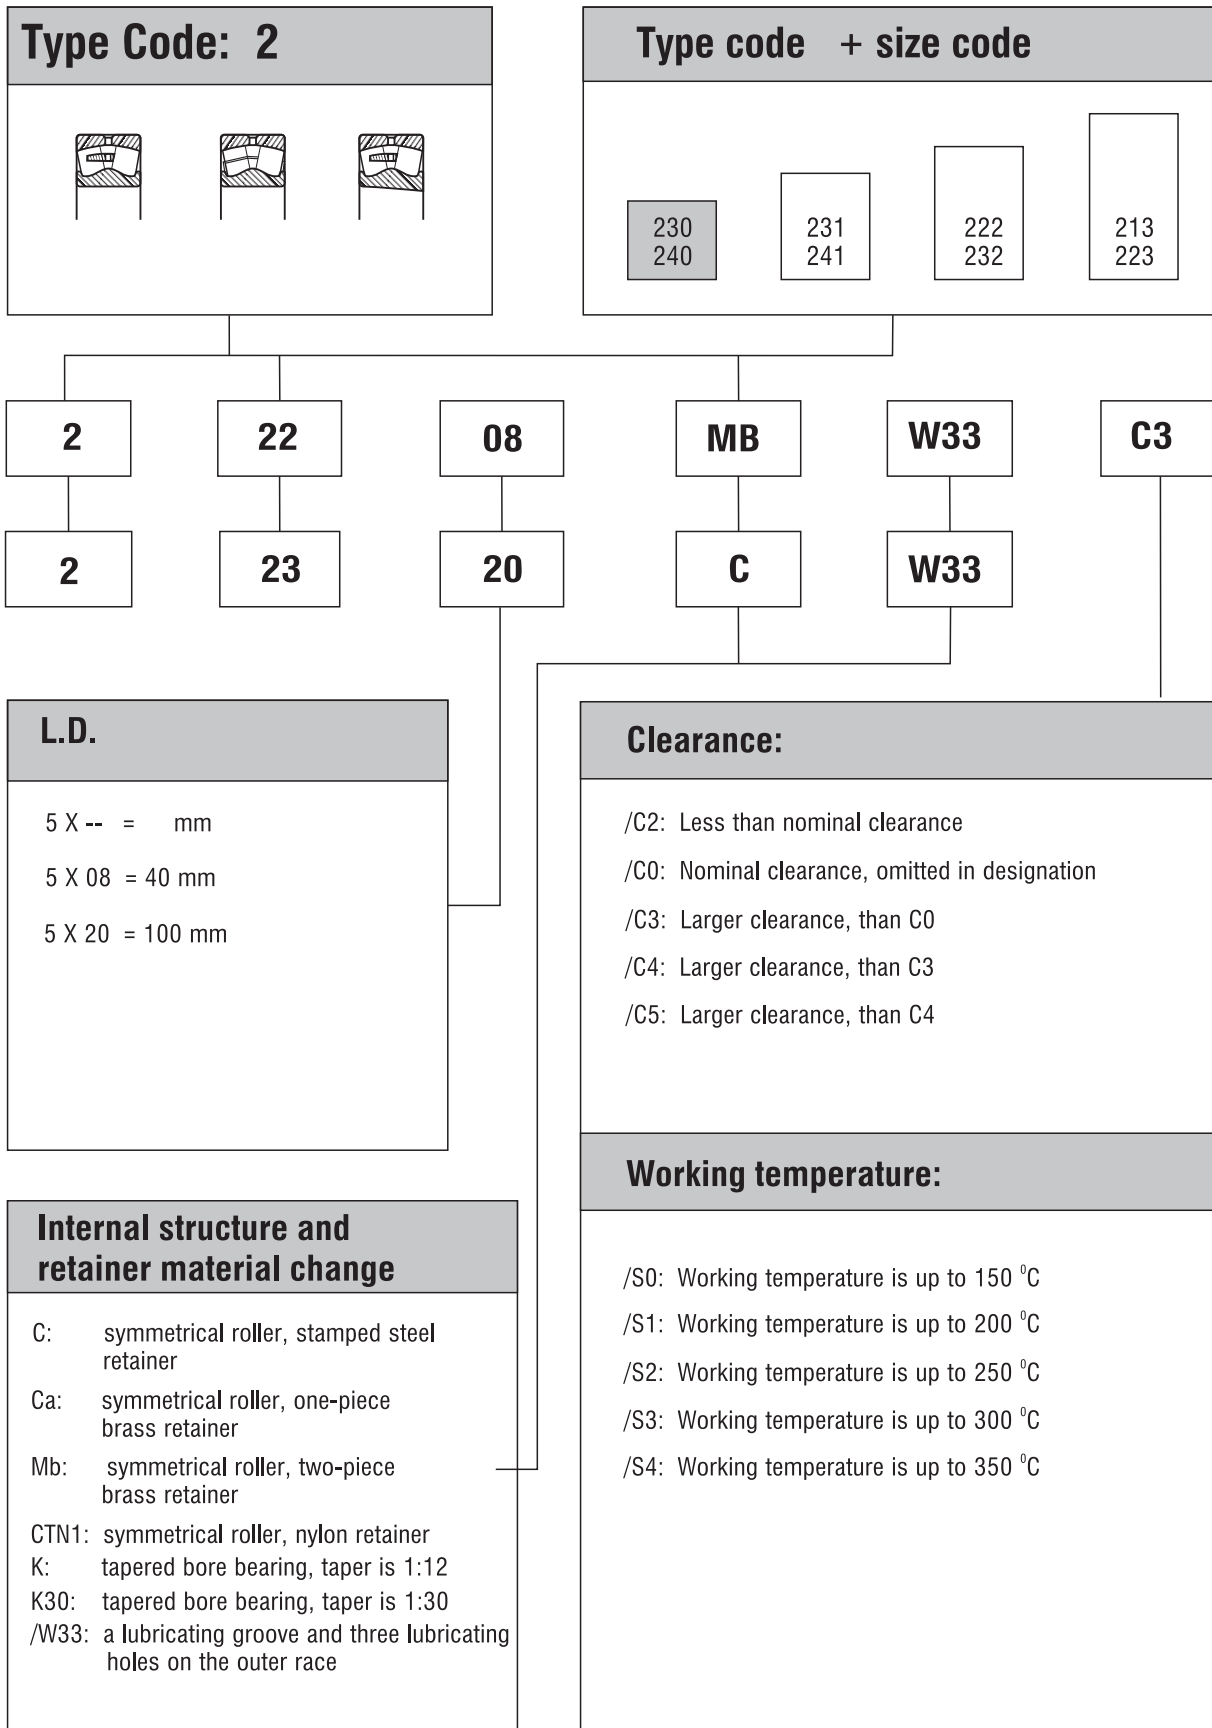 Type Code: 2
Type code + size code
230 231 222 213
240 241 232 223
2 22 08 MB W33 C3
2 23 20 C W33
L.D.
5 X -- = mm
5 X 08 = 40 mm
5 X 20 = 100 mm
Clearance:
/C2: Less than nominal clearance
/C0: Nominal clearance, omitted in designation
/C3: Larger clearance, than C0
/C4: Larger clearance, than C3
/C5: Larger clearance, than C4
Working temperature:
/S0: Working temperature is up to 150 ⁰C
/S1: Working temperature is up to 200 ⁰C
/S2: Working temperature is up to 250 ⁰C
/S3: Working temperature is up to 300 ⁰C
/S4: Working temperature is up to 350 ⁰C
Internal structure and
retainer material change
C: symmetrical roller, stamped steel
retainer
Ca: symmetrical roller, one-piece
brass retainer
Mb: symmetrical roller, two-piece
brass retainer
CTN1: symmetrical roller, nylon retainer
K: tapered bore bearing, taper is 1:12
K30: tapered bore bearing, taper is 1:30
/W33: a lubricating groove and three lubricating
holes on the outer race